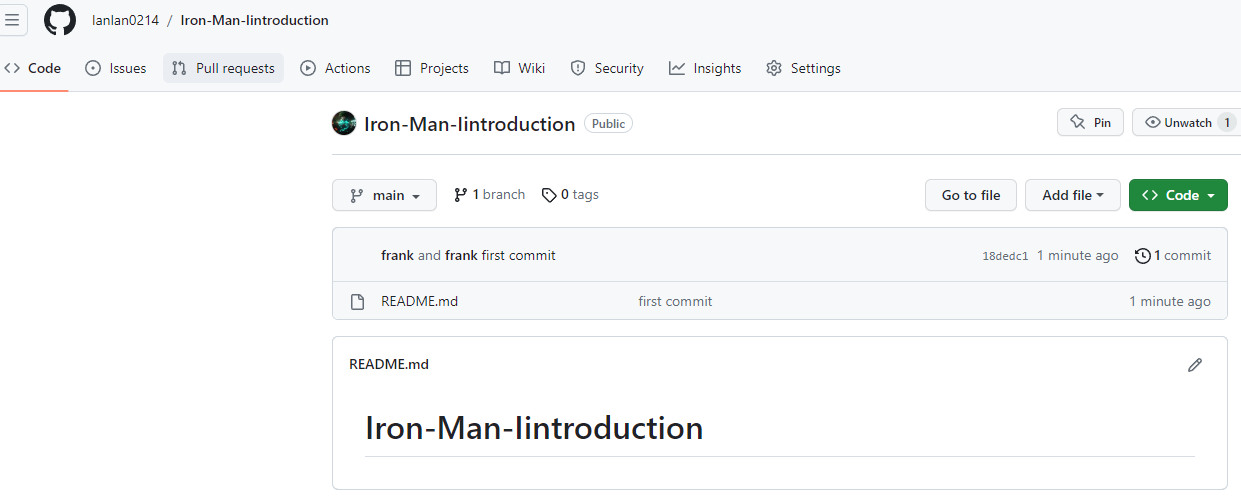 lanlan0214 / Iron-Man-Iintroduction
Code Issues Pull requests Actions Projects Wiki Security Insights Settings
Iron-Man-Iintroduction Public Pin Unwatch 1
main 1 branch 0 tags Go to file Add file Code
frank and frank first commit 18dedc1 1 minute ago 1 commit
README.md first commit 1 minute ago
README.md
Iron-Man-Iintroduction